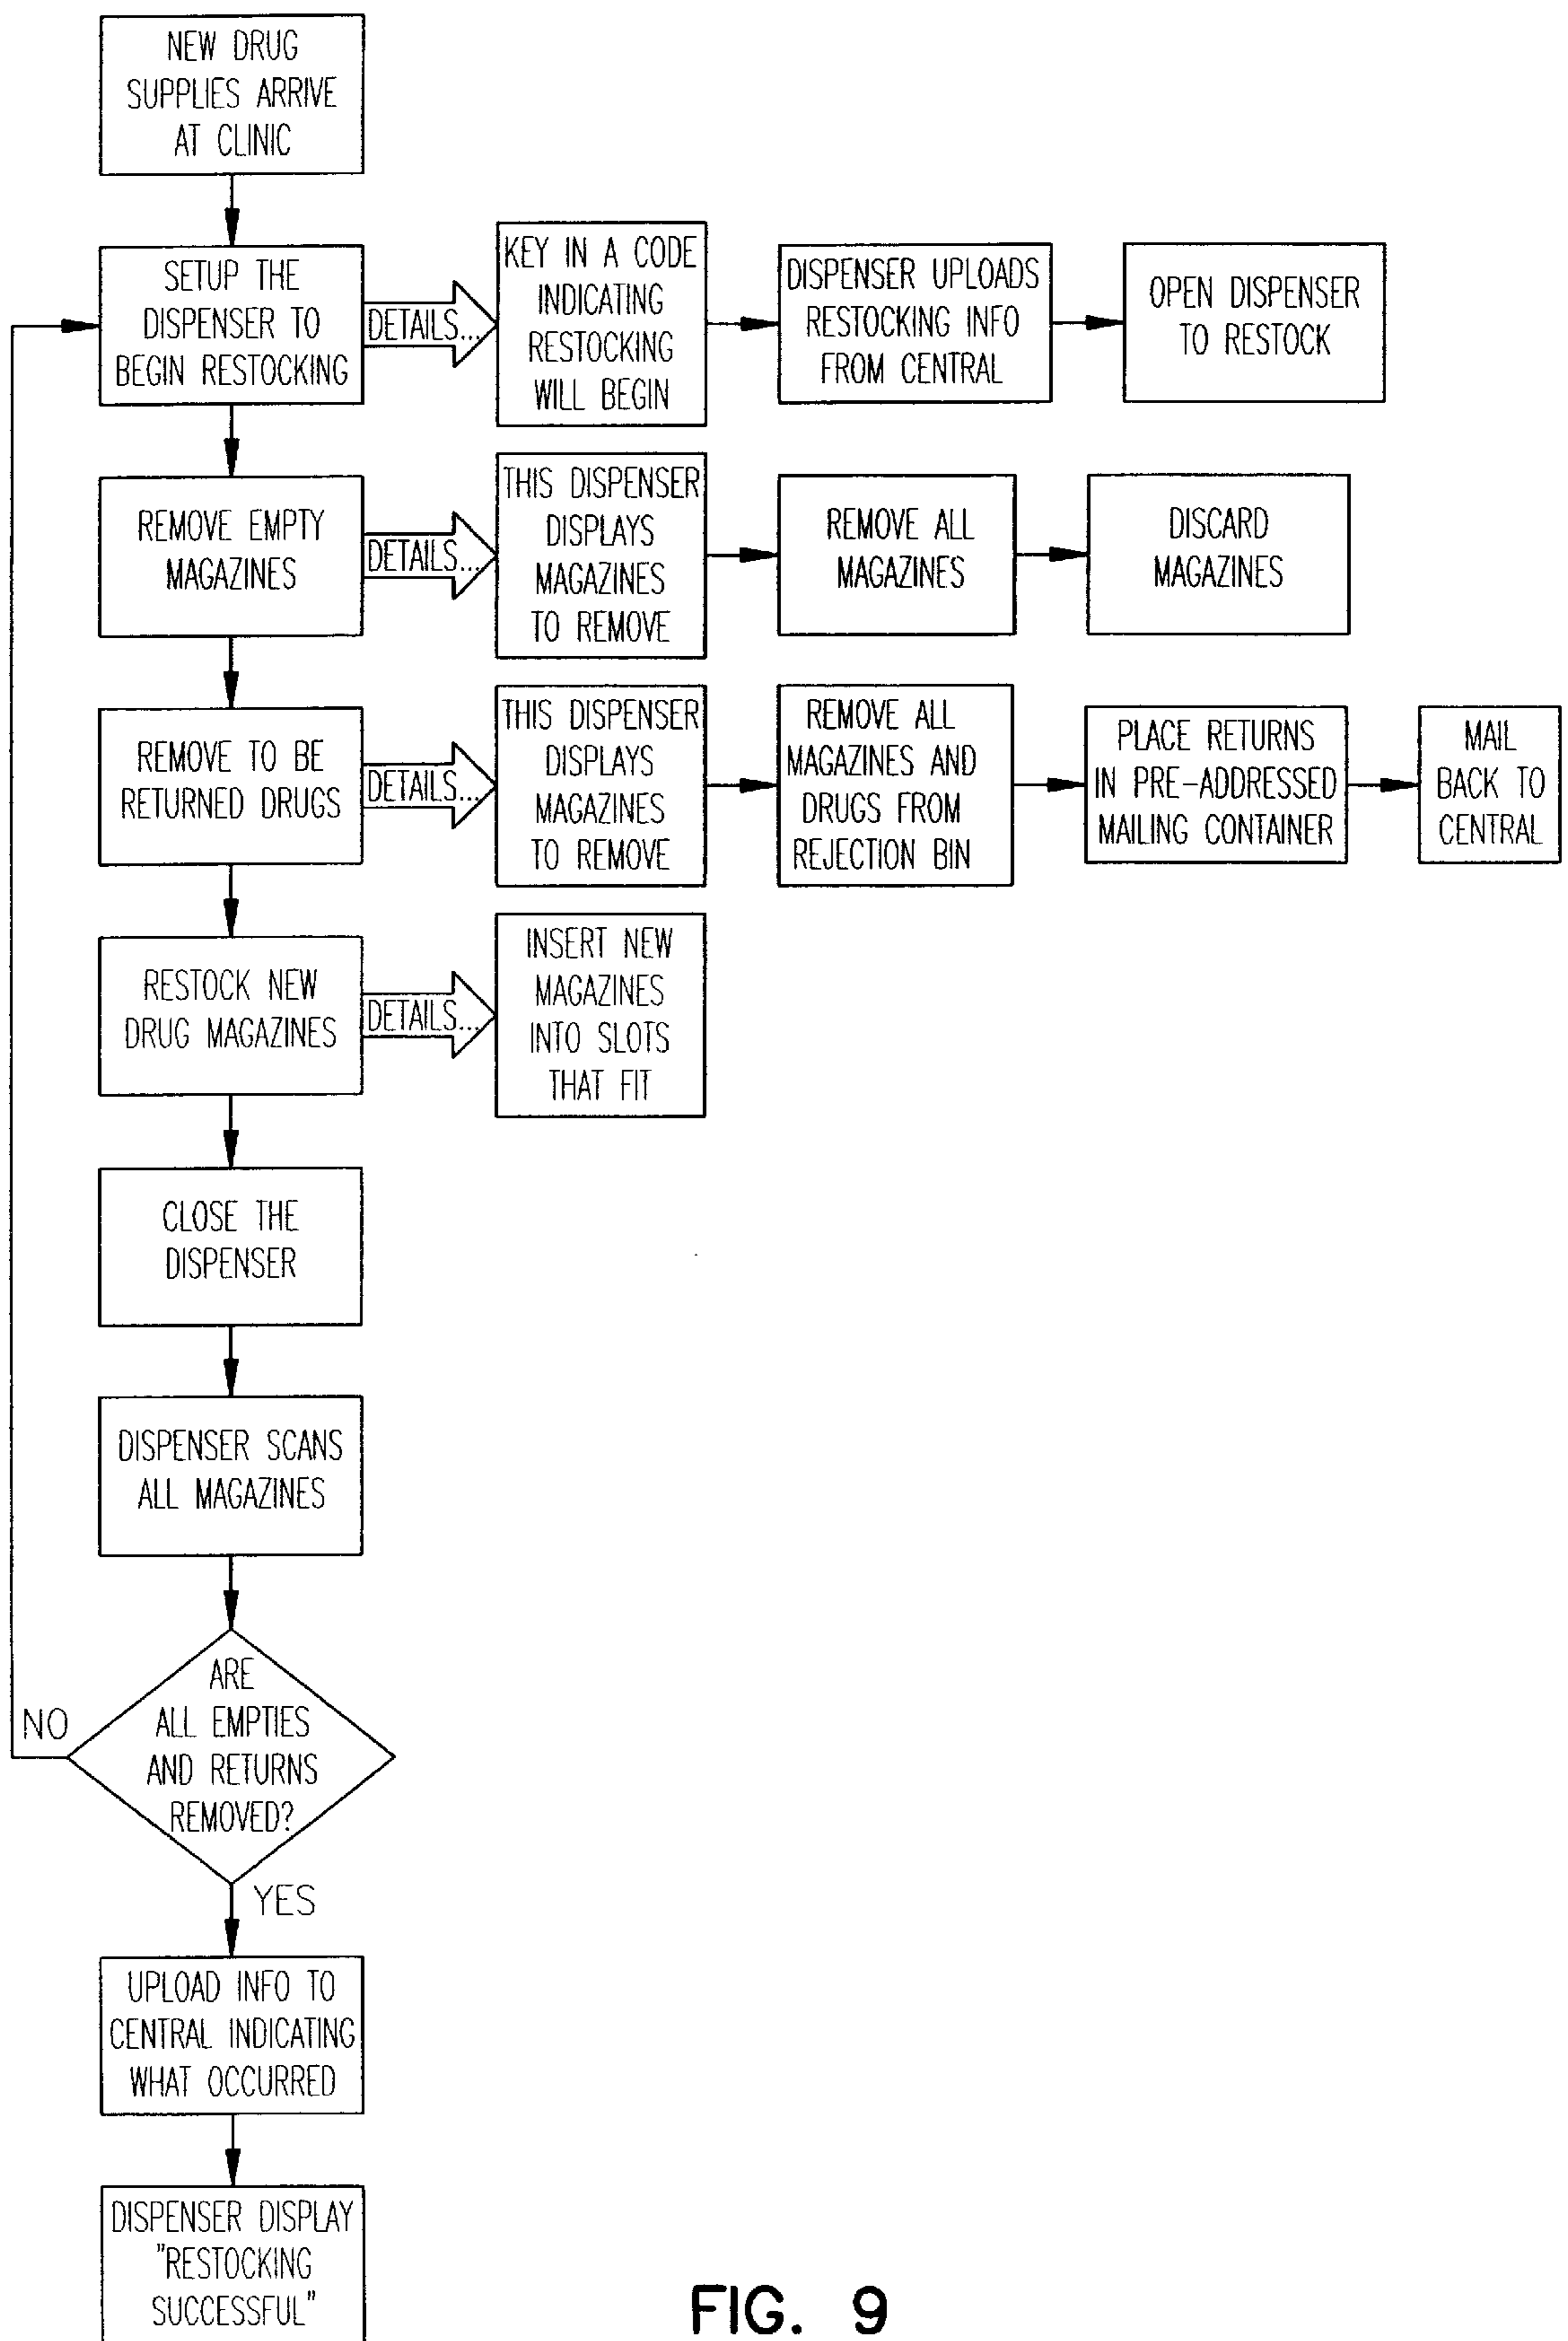 NEW DRUG
SUPPLIES ARRIVE
AT CLINIC
SETUP THE
DISPENSER TO
BEGIN RESTOCKING
DETAILS...
KEY IN A CODE
INDICATING
RESTOCKING
WILL BEGIN
DISPENSER UPLOADS
RESTOCKING INFO
FROM CENTRAL
OPEN DISPENSER
TO RESTOCK
REMOVE EMPTY
MAGAZINES
DETAILS...
THIS DISPENSER
DISPLAYS
MAGAZINES
TO REMOVE
REMOVE ALL
MAGAZINES
DISCARD
MAGAZINES
REMOVE TO BE
RETURNED DRUGS
DETAILS...
THIS DISPENSER
DISPLAYS
MAGAZINES
TO REMOVE
REMOVE ALL
MAGAZINES AND
DRUGS FROM
REJECTION BIN
PLACE RETURNS
IN PRE-ADDRESSED
MAILING CONTAINER
MAIL
BACK TO
CENTRAL
RESTOCK NEW
DRUG MAGAZINES
DETAILS...
INSERT NEW
MAGAZINES
INTO SLOTS
THAT FIT
CLOSE THE
DISPENSER
DISPENSER SCANS
ALL MAGAZINES
ARE
ALL EMPTIES
AND RETURNS
REMOVED?
NO
YES
UPLOAD INFO TO
CENTRAL INDICATING
WHAT OCCURRED
DISPENSER DISPLAY
"RESTOCKING
SUCCESSFUL"
FIG. 9